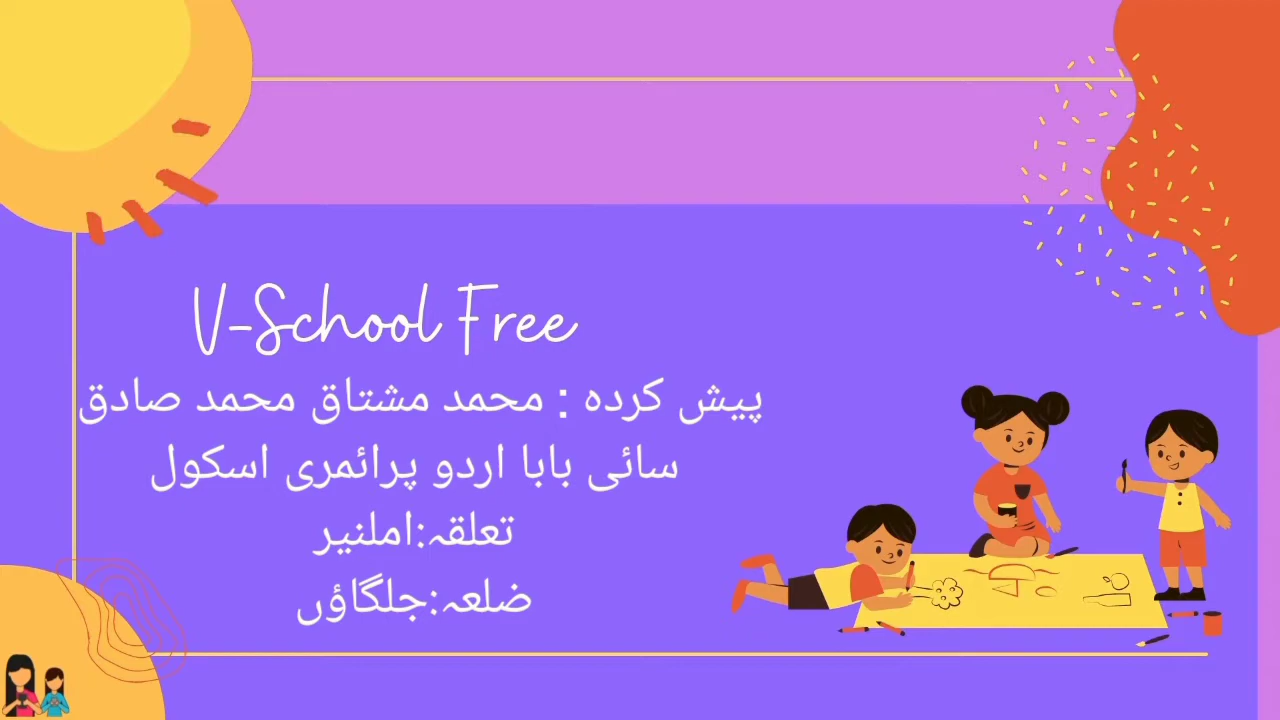 V-School Free
پیش کردہ : محمد مشتاق محمد صادق
سائی بابا اردو پرائمری اسکول
تعلقہ:املنیر
ضلعہ:جلگاؤں